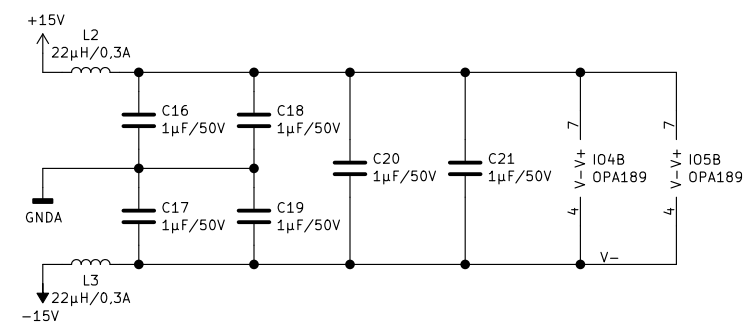 +15V
L2
22µH/0,3A
C16
1µF/50V
C18
1µF/50V
C20
1µF/50V
C21
1µF/50V
7
V-V+
4
IO4B
OPA189
7
V-V+
4
IO5B
OPA189
GNDA
C17
1µF/50V
C19
1µF/50V
V-
L3
22µH/0,3A
-15V